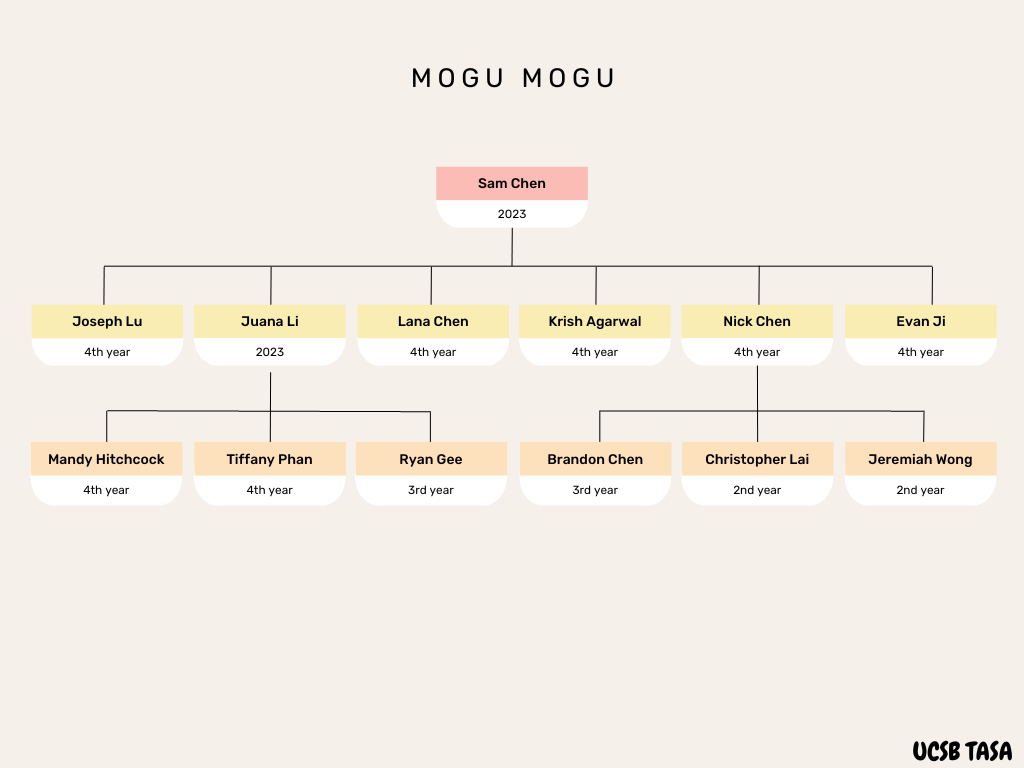 MOGU MOGU
Sam Chen
2023
Joseph Lu
4th year
Juana Li
2023
Lana Chen
4th year
Krish Agarwal
4th year
Nick Chen
4th year
Evan Ji
4th year
Mandy Hitchcock
4th year
Tiffany Phan
4th year
Ryan Gee
3rd year
Brandon Chen
3rd year
Christopher Lai
2nd year
Jeremiah Wong
2nd year
UCSB TASA